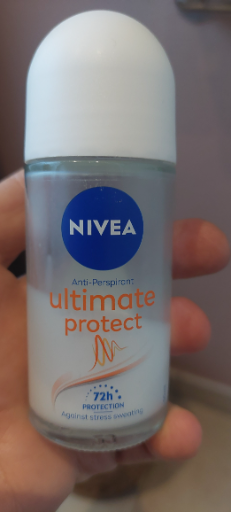 NIVEA
Anti-Perspirant
ultimate
protect
72h
PROTECTION
Against stress sweating